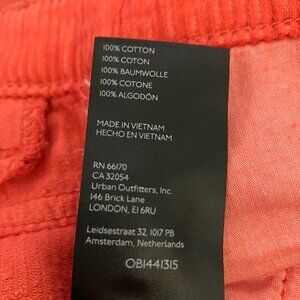 100% COTTON
100% COTON
100% BAUMWOLLE
100% COTONE
100% ALGODÓN
MADE IN VIETNAM
HECHO EN VIETNAM
RN 66170
CA 32054
Urban Outfitters, Inc.
146 Brick Lane
LONDON, E1 6RU
Leidsestraat 32, 1017 PB
Amsterdam, Netherlands
OB1441315